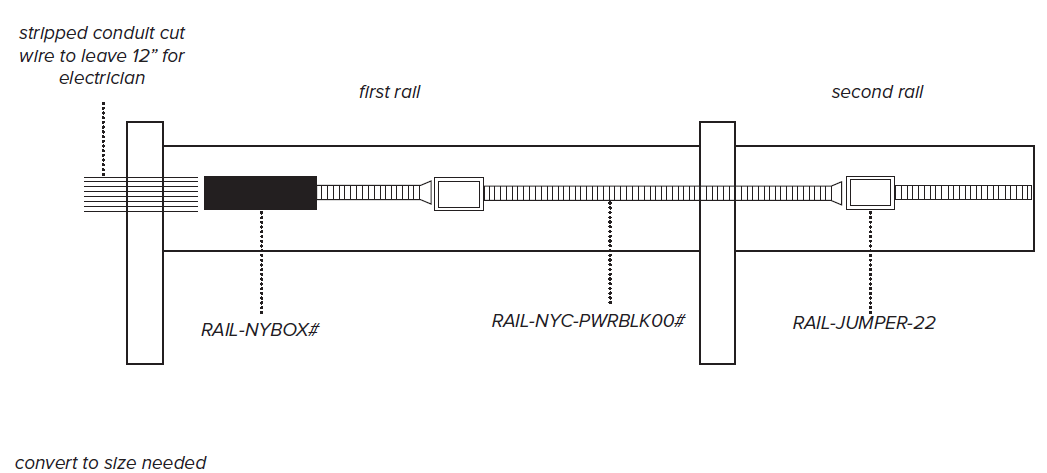 stripped conduit cut
wire to leave 12” for
electrician
first rail
second rail
RAIL-NYBOX#
RAIL-NYC-PWRBLK00#
RAIL-JUMPER-22
convert to size needed